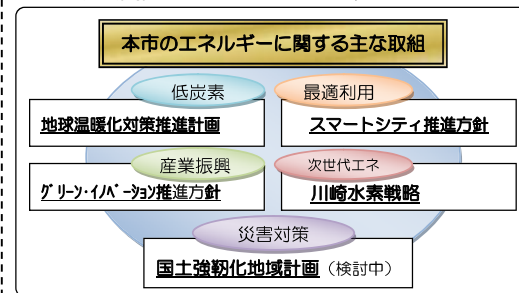 本市のエネルギーに関する主な取組
低炭素
最適利用
地球温暖化対策推進計画
スマートシティ推進方針
産業振興
次世代エネ
グリーン・イノベーション推進方針
川崎水素戦略
災害対策
国土強靭化地域計画（検討中）